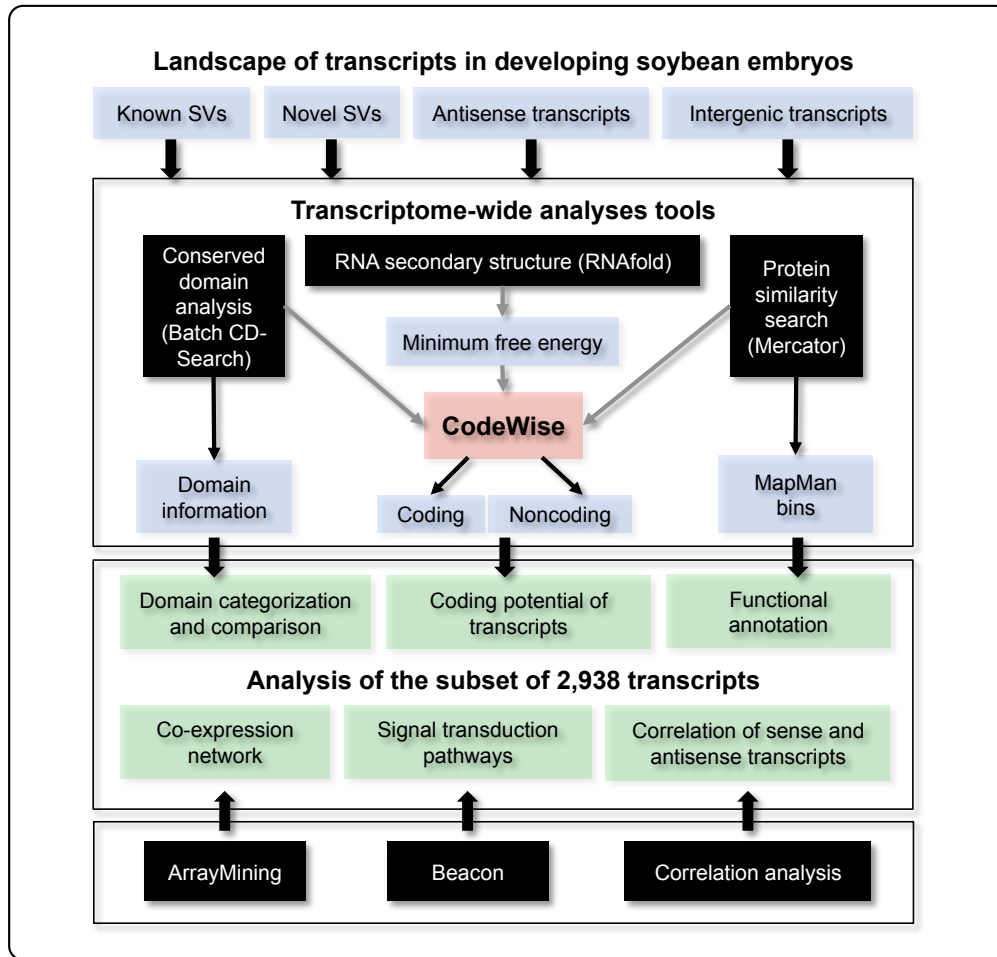 Landscape of transcripts in developing soybean embryos
Known SVs
Novel SVs
Antisense transcripts
Intergenic transcripts
Transcriptome-wide analyses tools
Conserved
domain
analysis
(Batch CD-
Search)
RNA secondary structure (RNAfold)
Protein
similarity
search
(Mercator)
Minimum free energy
CodeWise
Domain
information
Coding
Noncoding
MapMan
bins
Domain categorization
and comparison
Coding potential of
transcripts
Functional
annotation
Analysis of the subset of 2,938 transcripts
Co-expression
network
Signal transduction
pathways
Correlation of sense and
antisense transcripts
ArrayMining
Beacon
Correlation analysis